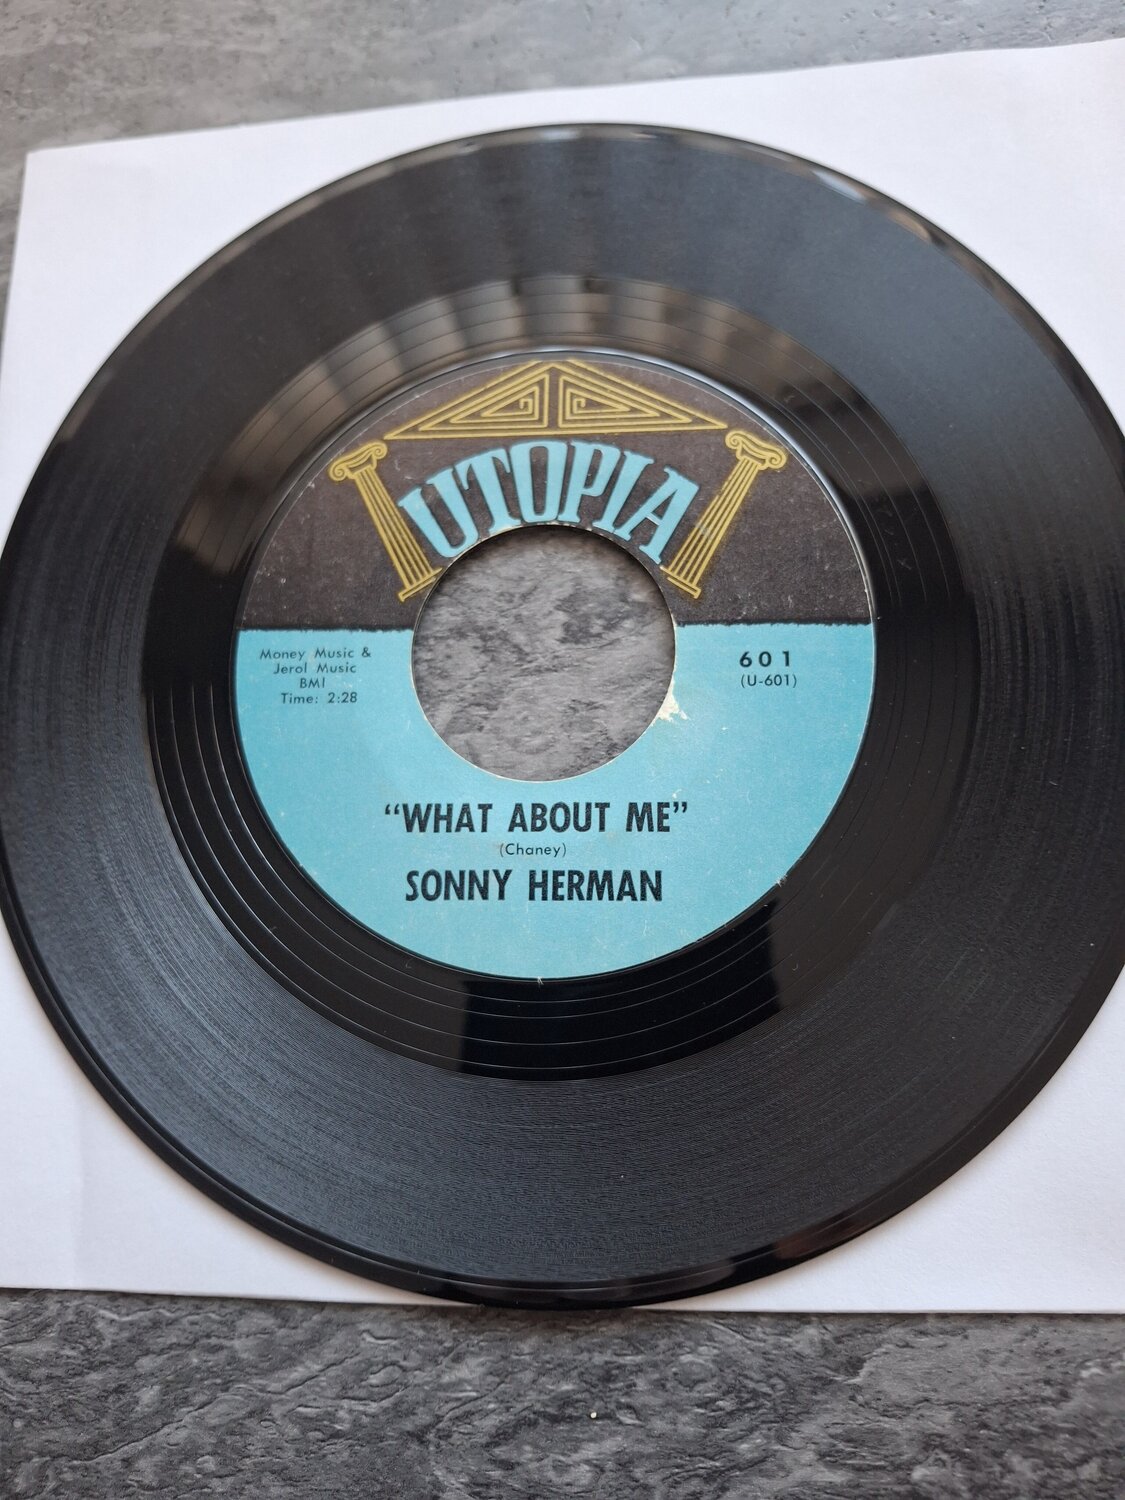 UTOPIA
Money Music &
Jerol Music
BMI
Time: 2:28
601
(U-601)
“WHAT ABOUT ME”
(Chaney)
SONNY HERMAN